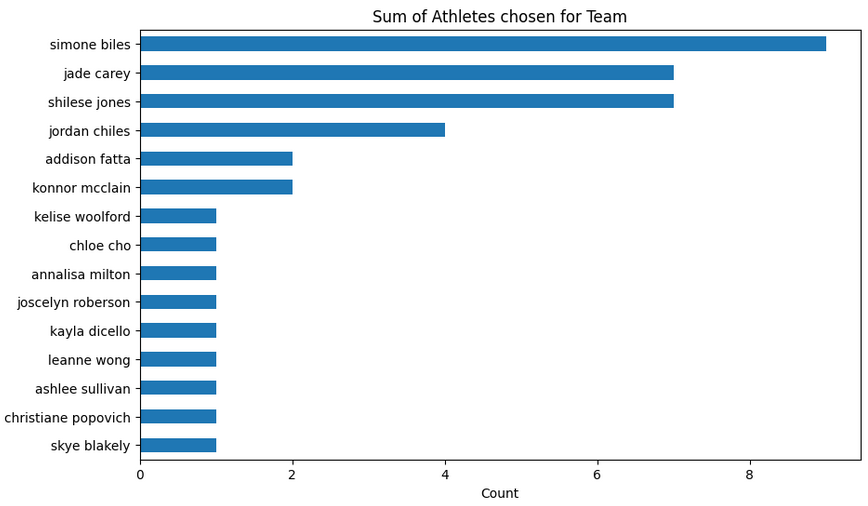 Sum of Athletes chosen for Team
simone biles
jade carey
shilese jones
jordan chiles
addison fatta
konnor mcclain
kelise woolford
chloe cho
annalisa milton
joscelyn roberson
kayla dicello
leanne wong
ashlee sullivan
christiane popovich
skye blakely
0 2 4 6 8
Count